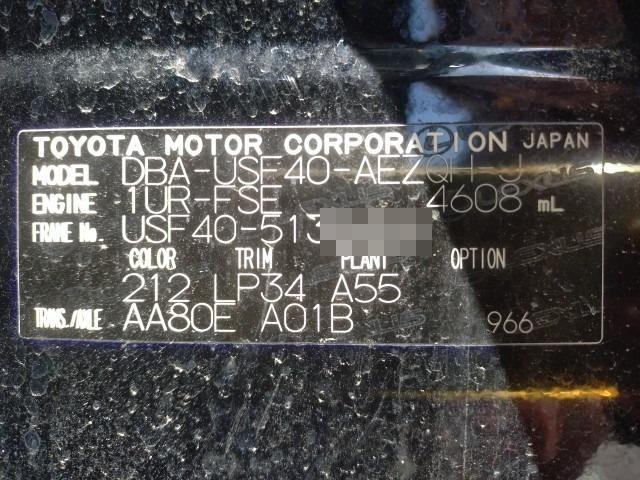 TOYOTA MOTOR CORPORATION JAPAN
MODEL DBA-USF40-AEZQH J
ENGINE 1UR-FSE 4608 mL
FRAME No. USF40-513
COLOR TRIM PLANT OPTION
212 LP34 A55
TRANS./AXLE AA80E A01B 966